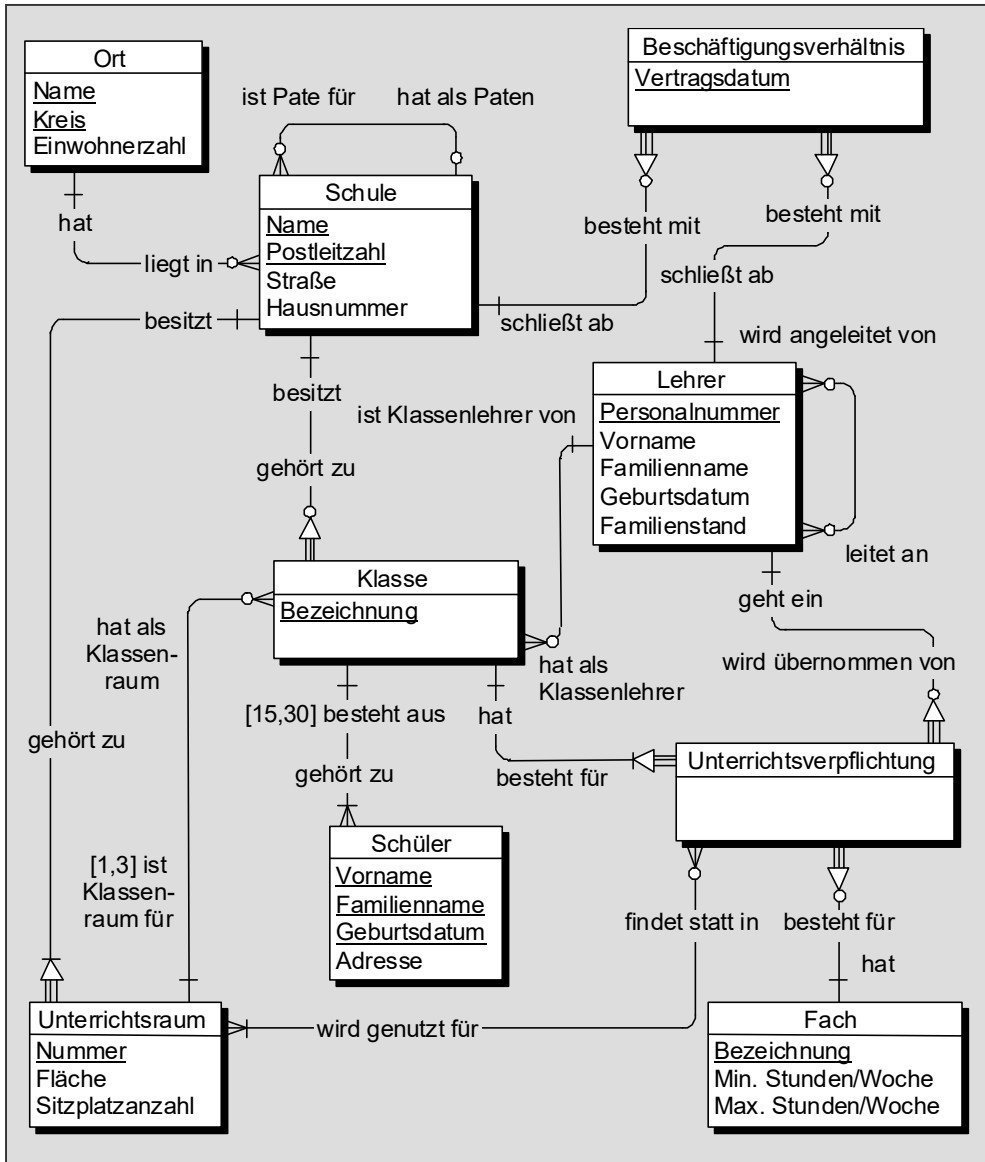 Ort
Name
Kreis
Einwohnerzahl
Beschäftigungsverhältnis
Vertragsdatum
ist Pate für
hat als Paten
Schule
Name
Postleitzahl
Straße
Hausnummer
hat
liegt in
besteht mit
besteht mit
schließt ab
schließt ab
besitzt
besitzt
gehört zu
wird angeleitet von
Lehrer
Personalnummer
Vorname
Familienname
Geburtsdatum
Familienstand
ist Klassenlehrer von
leitet an
geht ein
Klasse
Bezeichnung
hat als
Klassen-
raum
hat als
Klassenlehrer
wird übernommen von
[15,30] besteht aus
hat
gehört zu
gehört zu
besteht für
Unterrichtsverpflichtung
Schüler
Vorname
Familienname
Geburtsdatum
Adresse
[1,3] ist
Klassen-
raum für
findet statt in
besteht für
hat
Unterrichtsraum
Nummer
Fläche
Sitzplatzanzahl
wird genutzt für
Fach
Bezeichnung
Min. Stunden/Woche
Max. Stunden/Woche